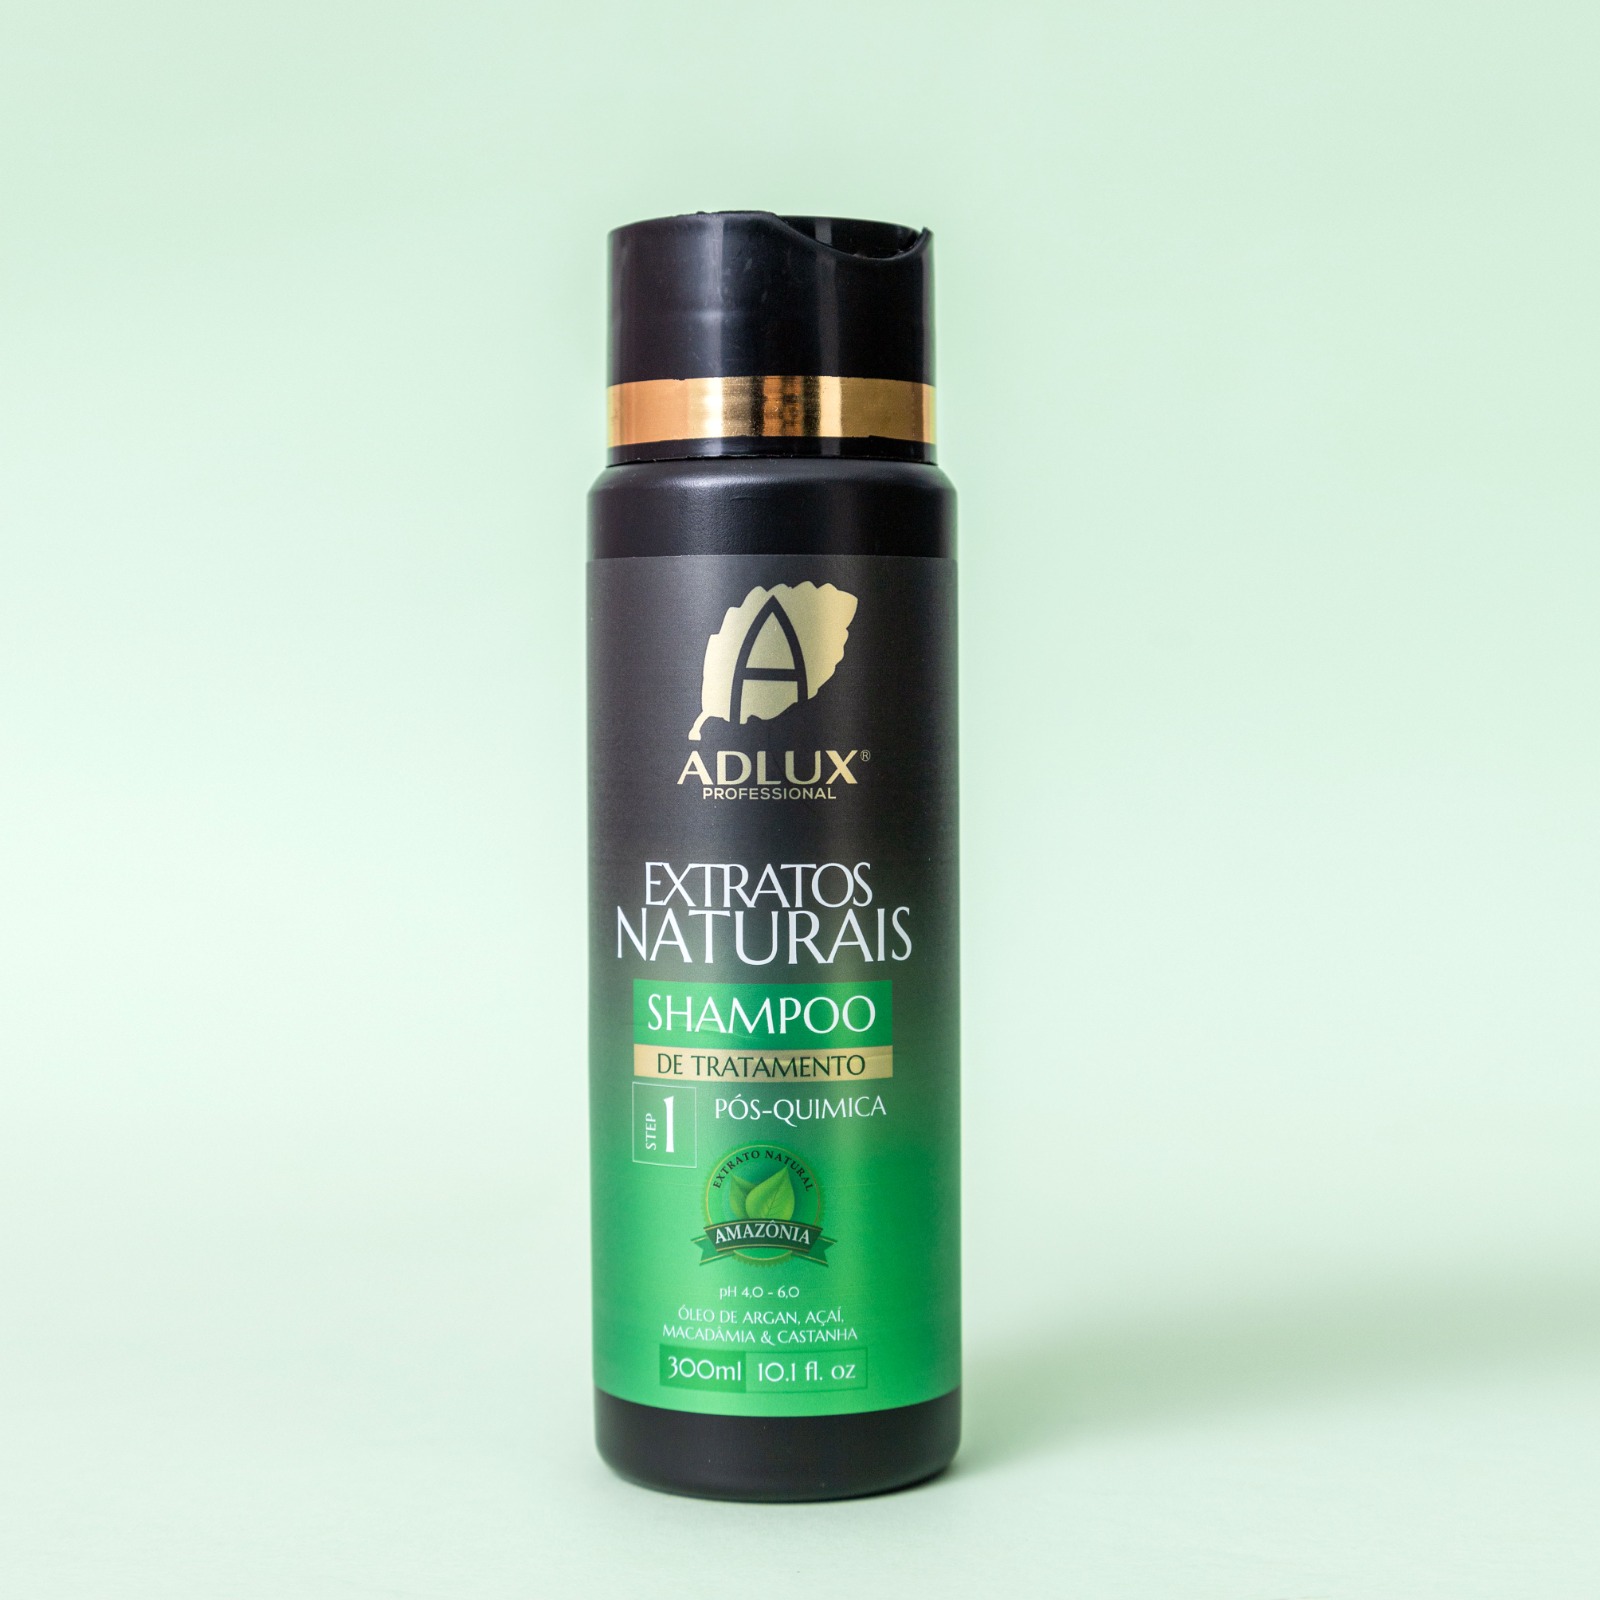 A
ADLUX®
PROFESSIONAL
EXTRATOS
NATURAIS
SHAMPOO
DE TRATAMENTO
STEP 1
PÓS-QUIMICA
EXTRATO NATURAL
AMAZÔNIA
pH 4,0 - 6,0
ÓLEO DE ARGAN, AÇAÍ,
MACADÂMIA & CASTANHA
300ml 10.1 fl. oz